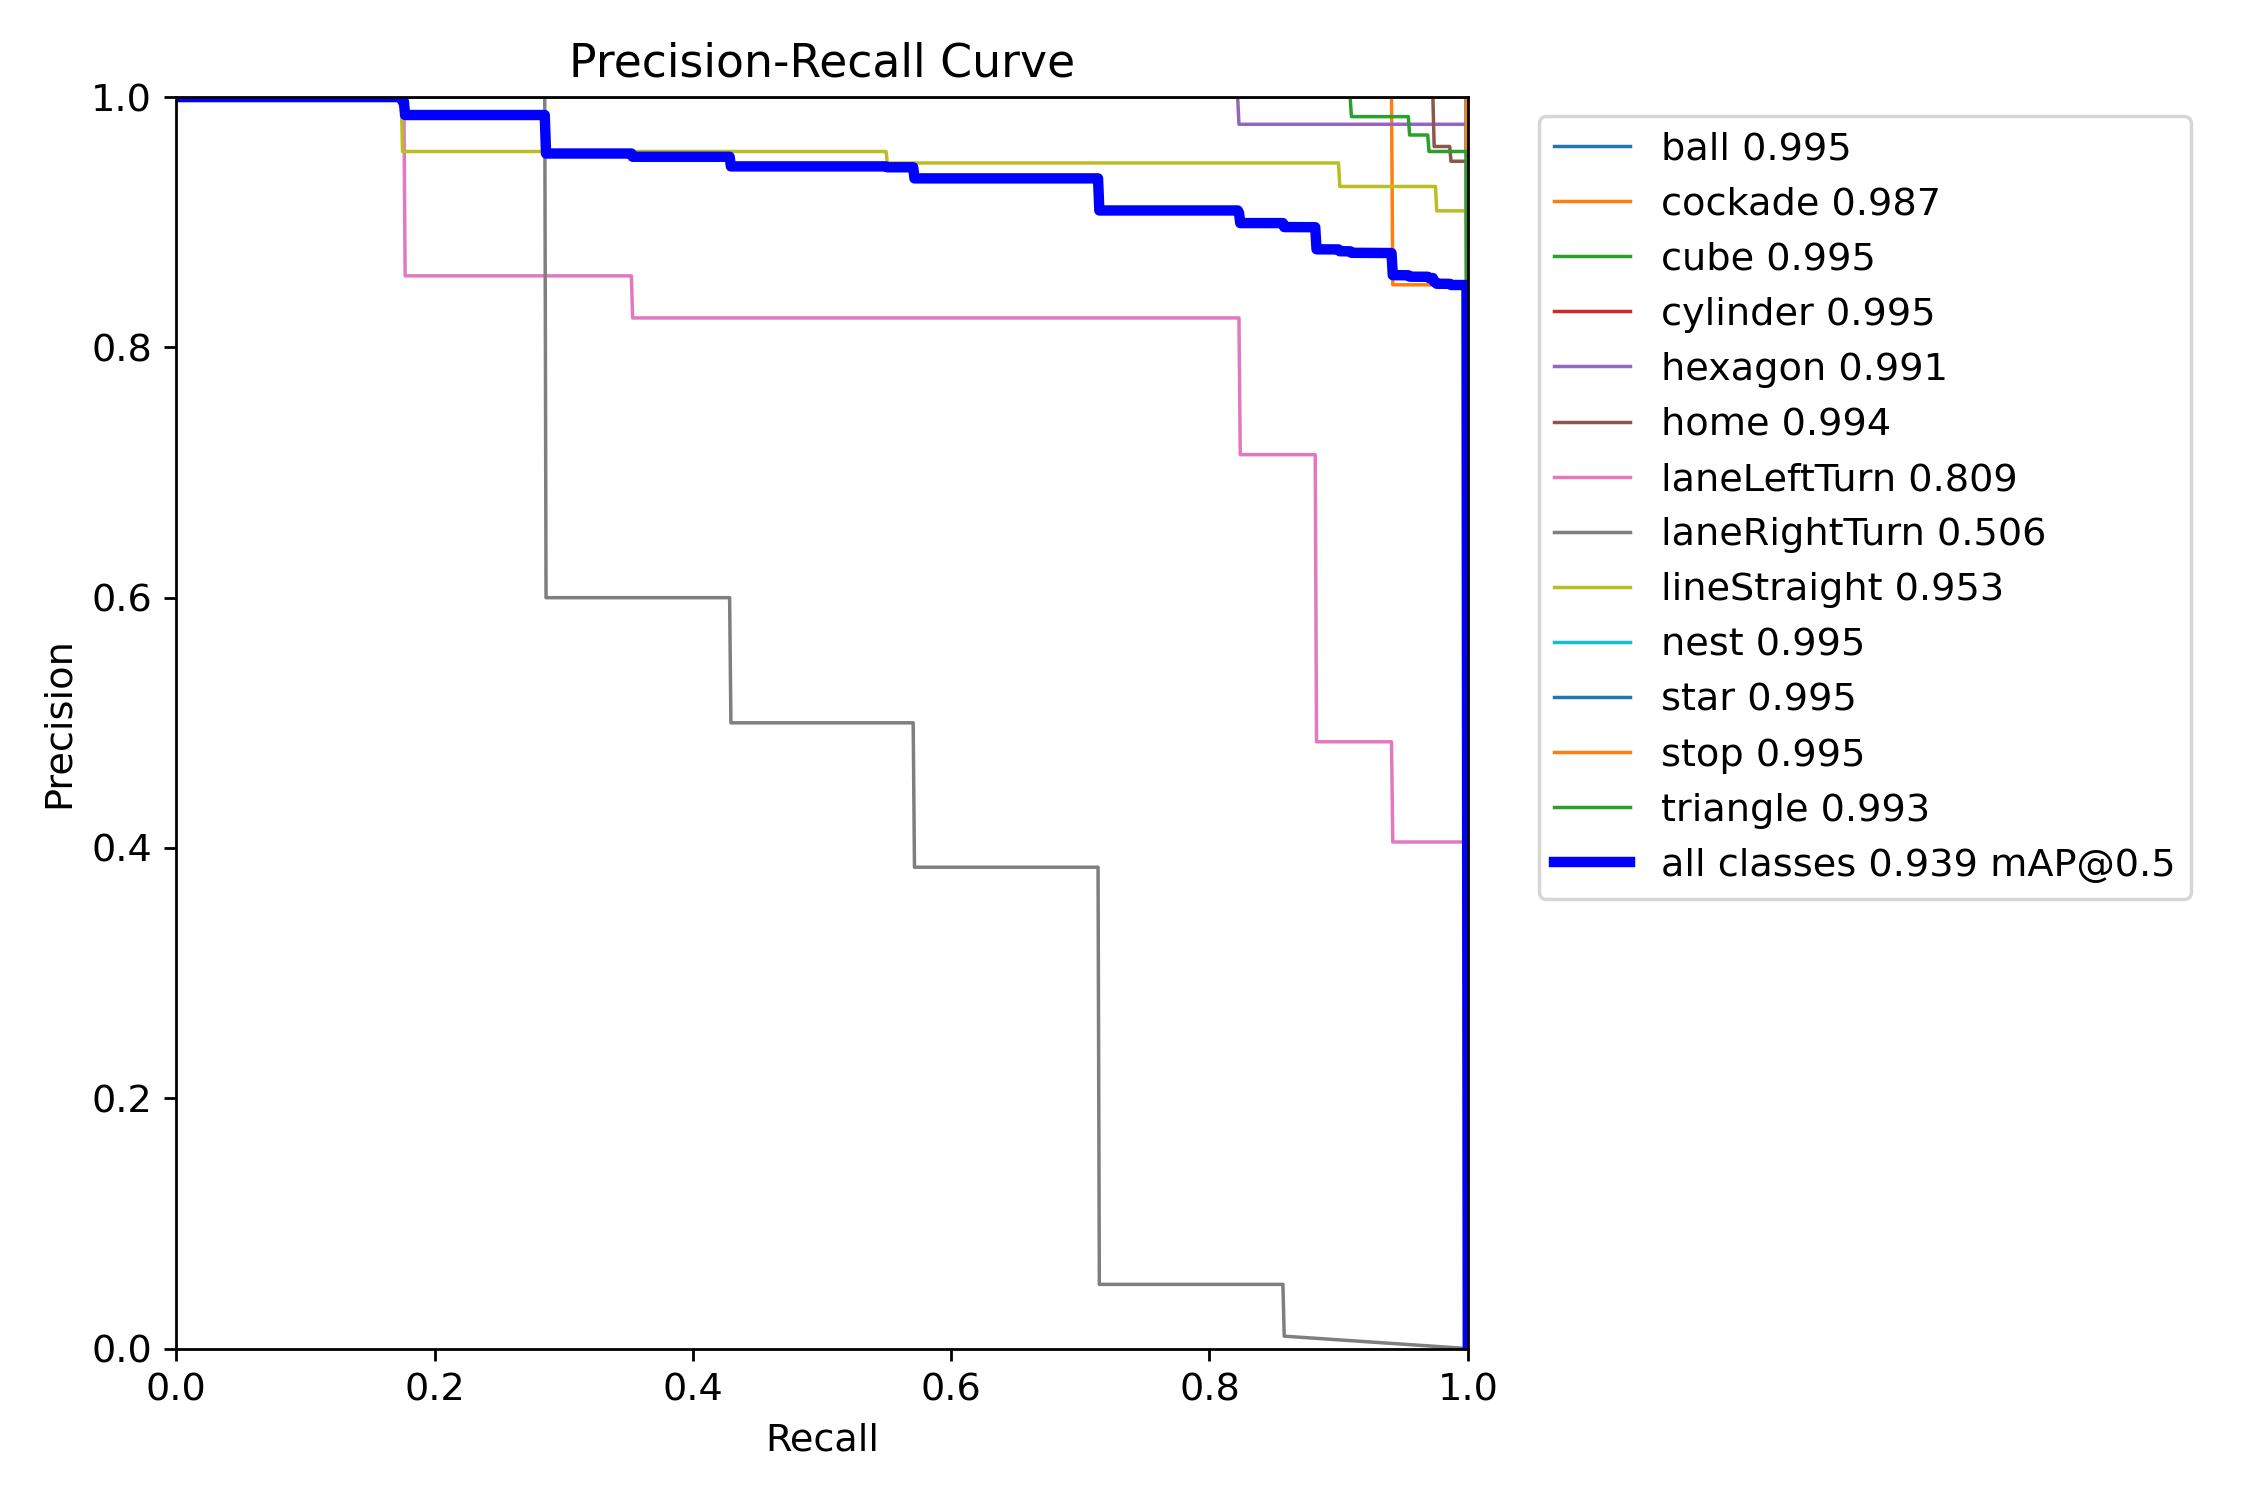 Precision-Recall Curve
1.0
0.8
0.6
0.4
0.2
0.0
Precision
0.0 0.2 0.4 0.6 0.8 1.0
Recall
ball 0.995
cockade 0.987
cube 0.995
cylinder 0.995
hexagon 0.991
home 0.994
laneLeftTurn 0.809
laneRightTurn 0.506
lineStraight 0.953
nest 0.995
star 0.995
stop 0.995
triangle 0.993
all classes 0.939 mAP@0.5